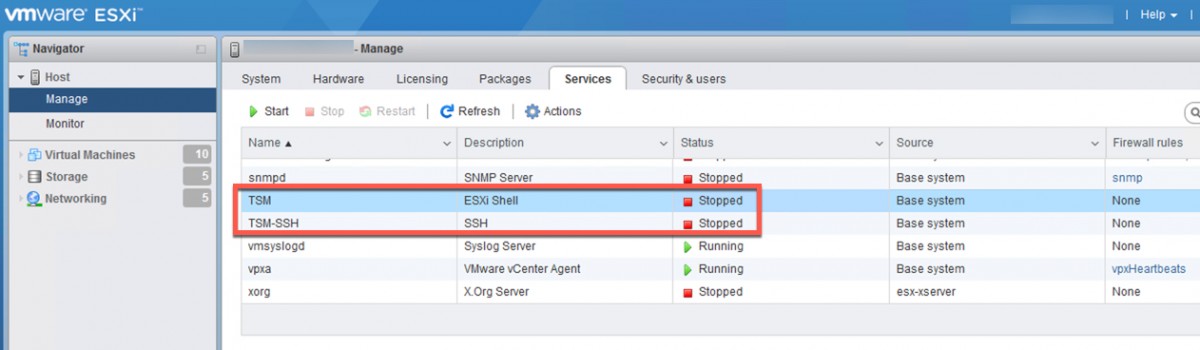 vmware ESXi™
Help
Navigator
- Manage
Host
Manage
Monitor
Virtual Machines 10
Storage 5
Networking 5
System Hardware Licensing Packages Services Security & users
Start Stop Restart Refresh Actions
Name Description Status Source Firewall rules
snmpd SNMP Server Stopped Base system snmp
TSM ESXi Shell Stopped Base system None
TSM-SSH SSH Stopped Base system None
vmsyslogd Syslog Server Running Base system None
vpxa VMware vCenter Agent Running Base system vpxHeartbeats
xorg X.Org Server Stopped esx-xserver None